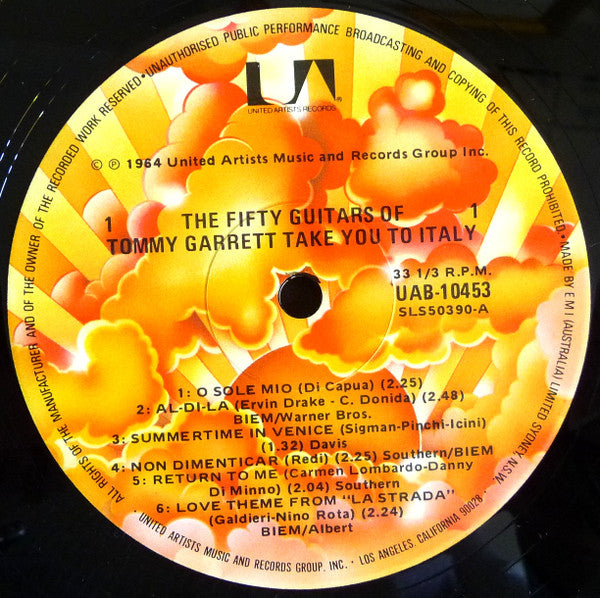 ALL RIGHTS OF THE MANUFACTURER AND OF THE OWNER OF THE RECORDED WORK RESERVED • UNAUTHORISED PUBLIC PERFORMANCE BROADCASTING AND COPYING OF THIS RECORD PROHIBITED • MADE BY E M I (AUSTRALIA) LIMITED SYDNEY, N.S.W.
UA®
UNITED ARTISTS RECORDS
© ℗ 1964 United Artists Music and Records Group Inc.
1 THE FIFTY GUITARS OF 1
TOMMY GARRETT TAKE YOU TO ITALY
33 1/3 R.P.M.
UAB-10453
SLS50390-A
1: O SOLE MIO (Di Capua) (2.25)
2: AL-DI-LA (Ervin Drake - C. Donida) (2.48)
BIEM/Warner Bros.
3: SUMMERTIME IN VENICE (Sigman-Pinchi-Icini)
(1.32) Davis
4: NON DIMENTICAR (Redi) (2.25) Southern/BIEM
5: RETURN TO ME (Carmen Lombardo-Danny
Di Minno) (2.04) Southern
6: LOVE THEME FROM "LA STRADA"
(Galdieri-Nino Rota) (2.24)
BIEM/Albert
• UNITED ARTISTS MUSIC AND RECORDS GROUP, INC. • LOS ANGELES, CALIFORNIA 90028 •